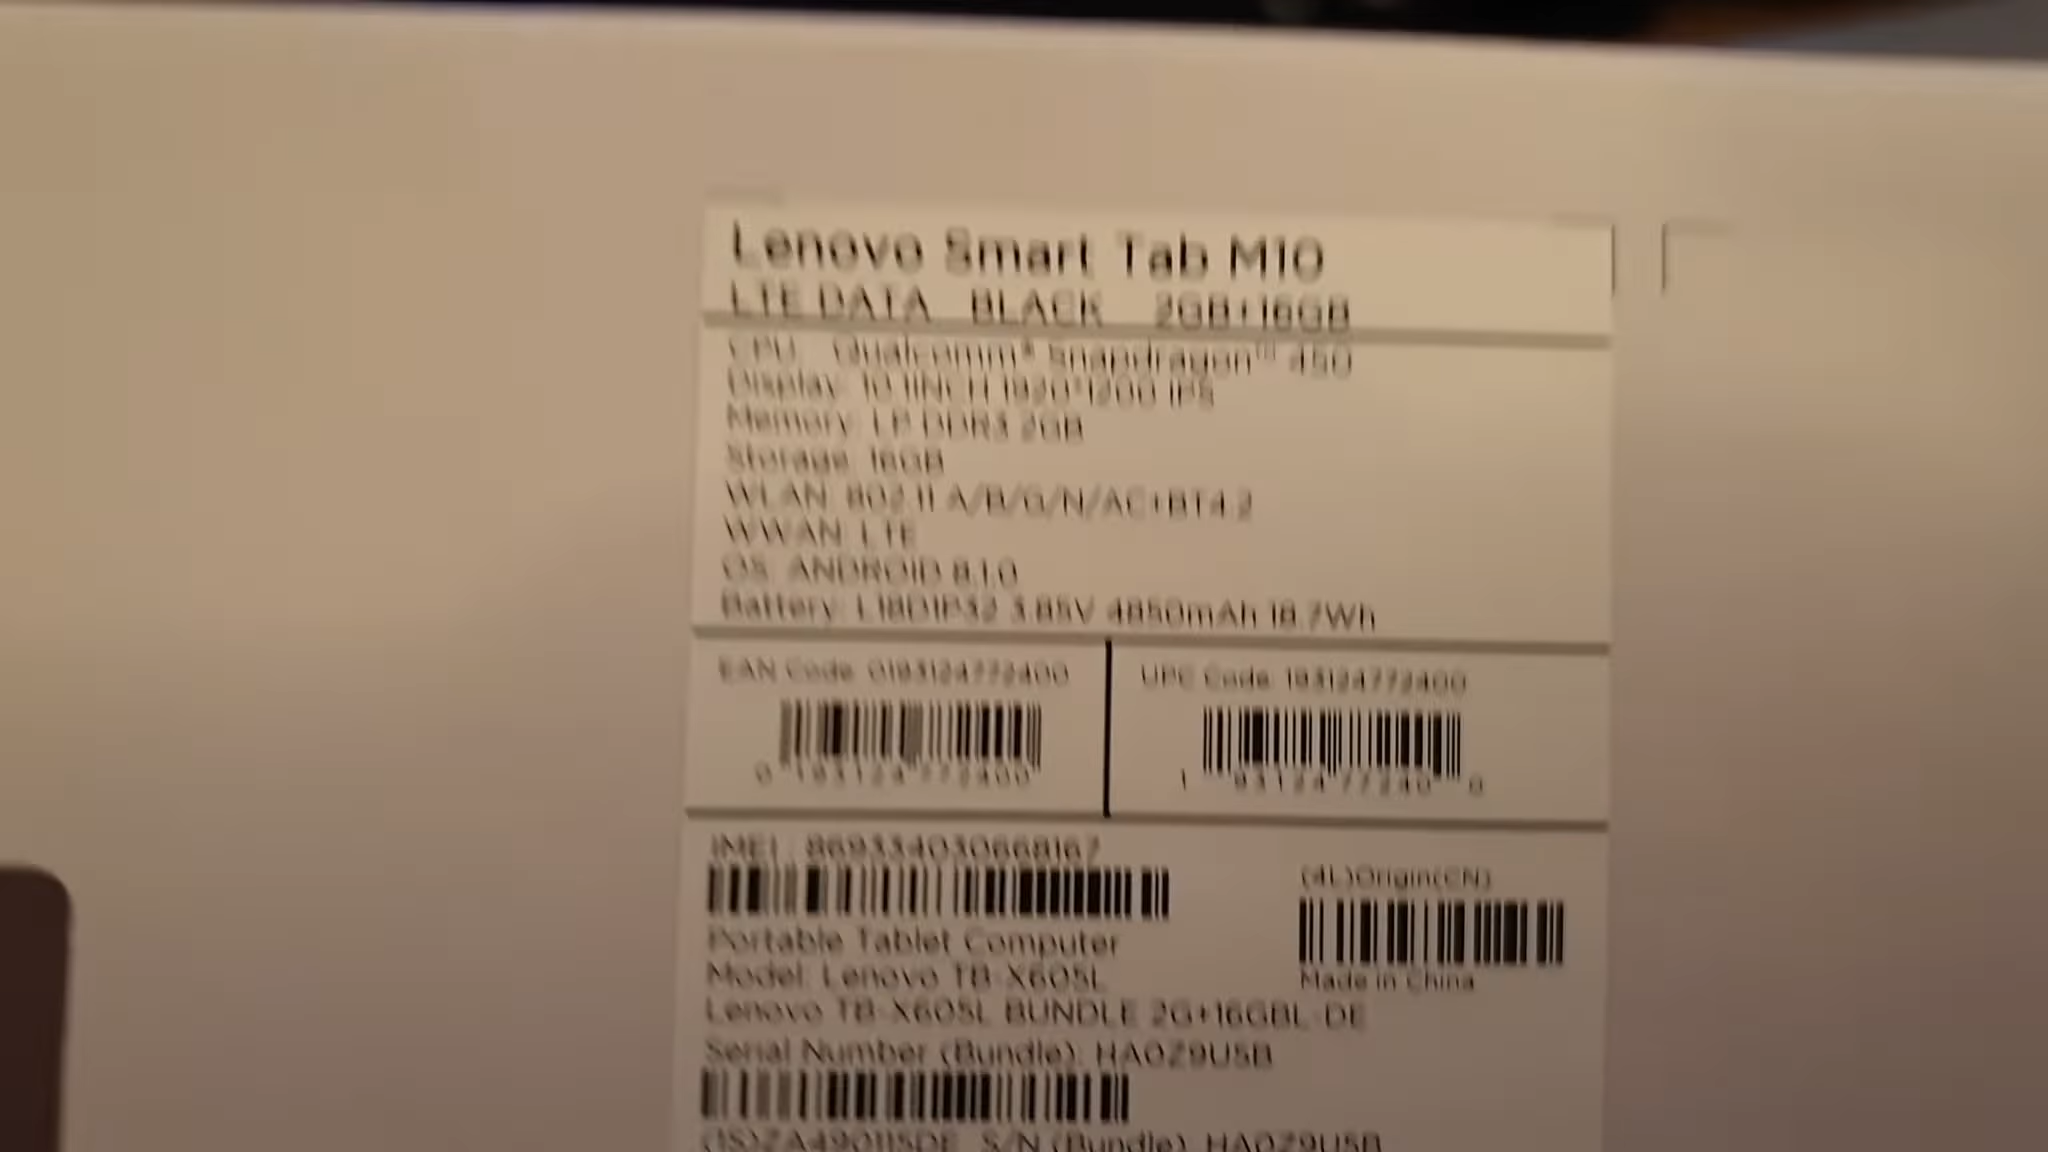 Lenovo Smart Tab M10
LTE DATA BLACK 2GB+16GB
CPU: Qualcomm® Snapdragon™ 450
Display: 10.1INCH 1920*1200 IPS
Memory: LP DDR3 2GB
Storage: 16GB
WLAN: 802.11 A/B/G/N/AC+BT4.2
WWAN: LTE
OS: ANDROID 8.1.0
Battery: L18D1P32 3.85V 4850mAh 18.7Wh
EAN Code: 0193124772400
0 193124 772400
UPC Code: 193124772400
1 93124 77240 0
IMEI : 869334030668167
(4L)Origin(CN)
Made in China
Portable Tablet Computer
Model: Lenovo TB-X605L
Lenovo TB-X605L BUNDLE 2G+16GBL-DE
Serial Number (Bundle): HA0Z9U5B
(1S)ZA490115DE S/N (Bundle): HA0Z9U5B